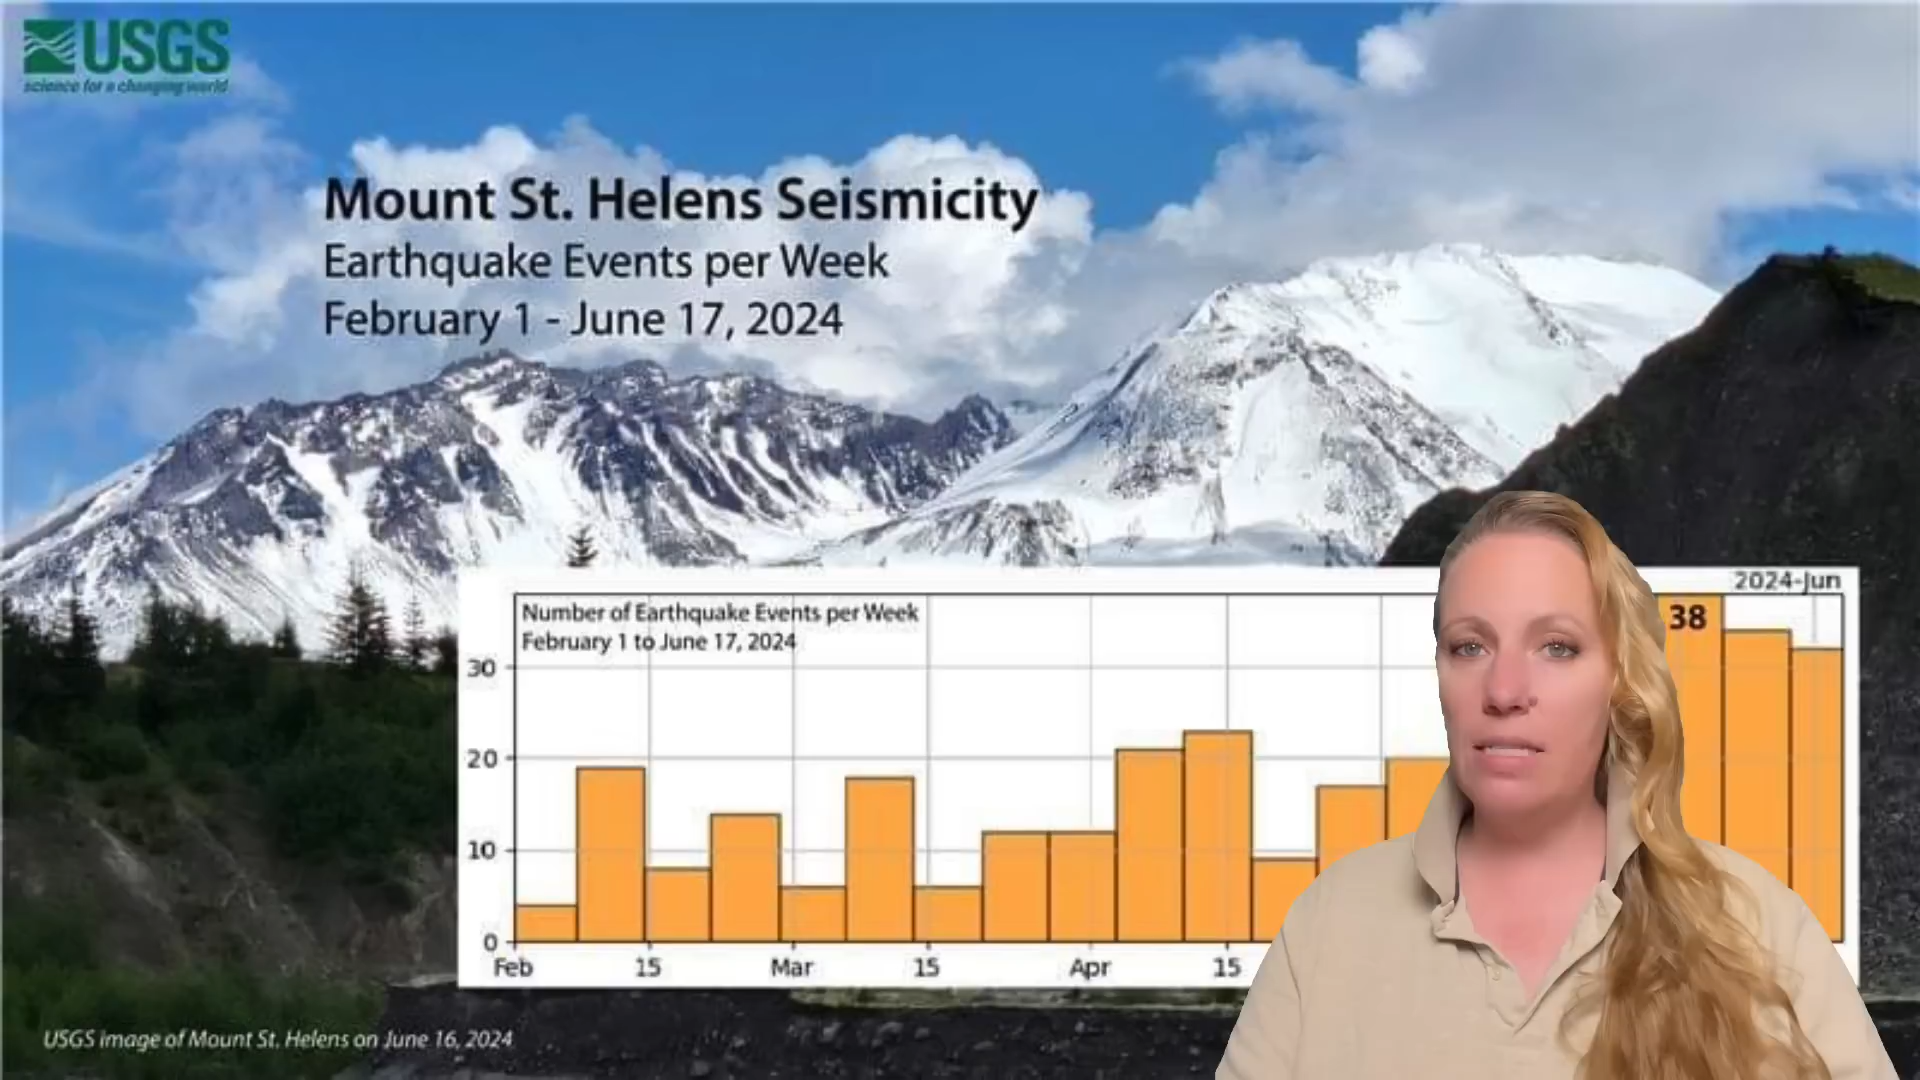 USGS
science for a changing world
Mount St. Helens Seismicity
Earthquake Events per Week
February 1 - June 17, 2024
2024-Jun
Number of Earthquake Events per Week
February 1 to June 17, 2024
38
30
20
10
0
Feb 15 Mar 15 Apr 15
USGS image of Mount St. Helens on June 16, 2024